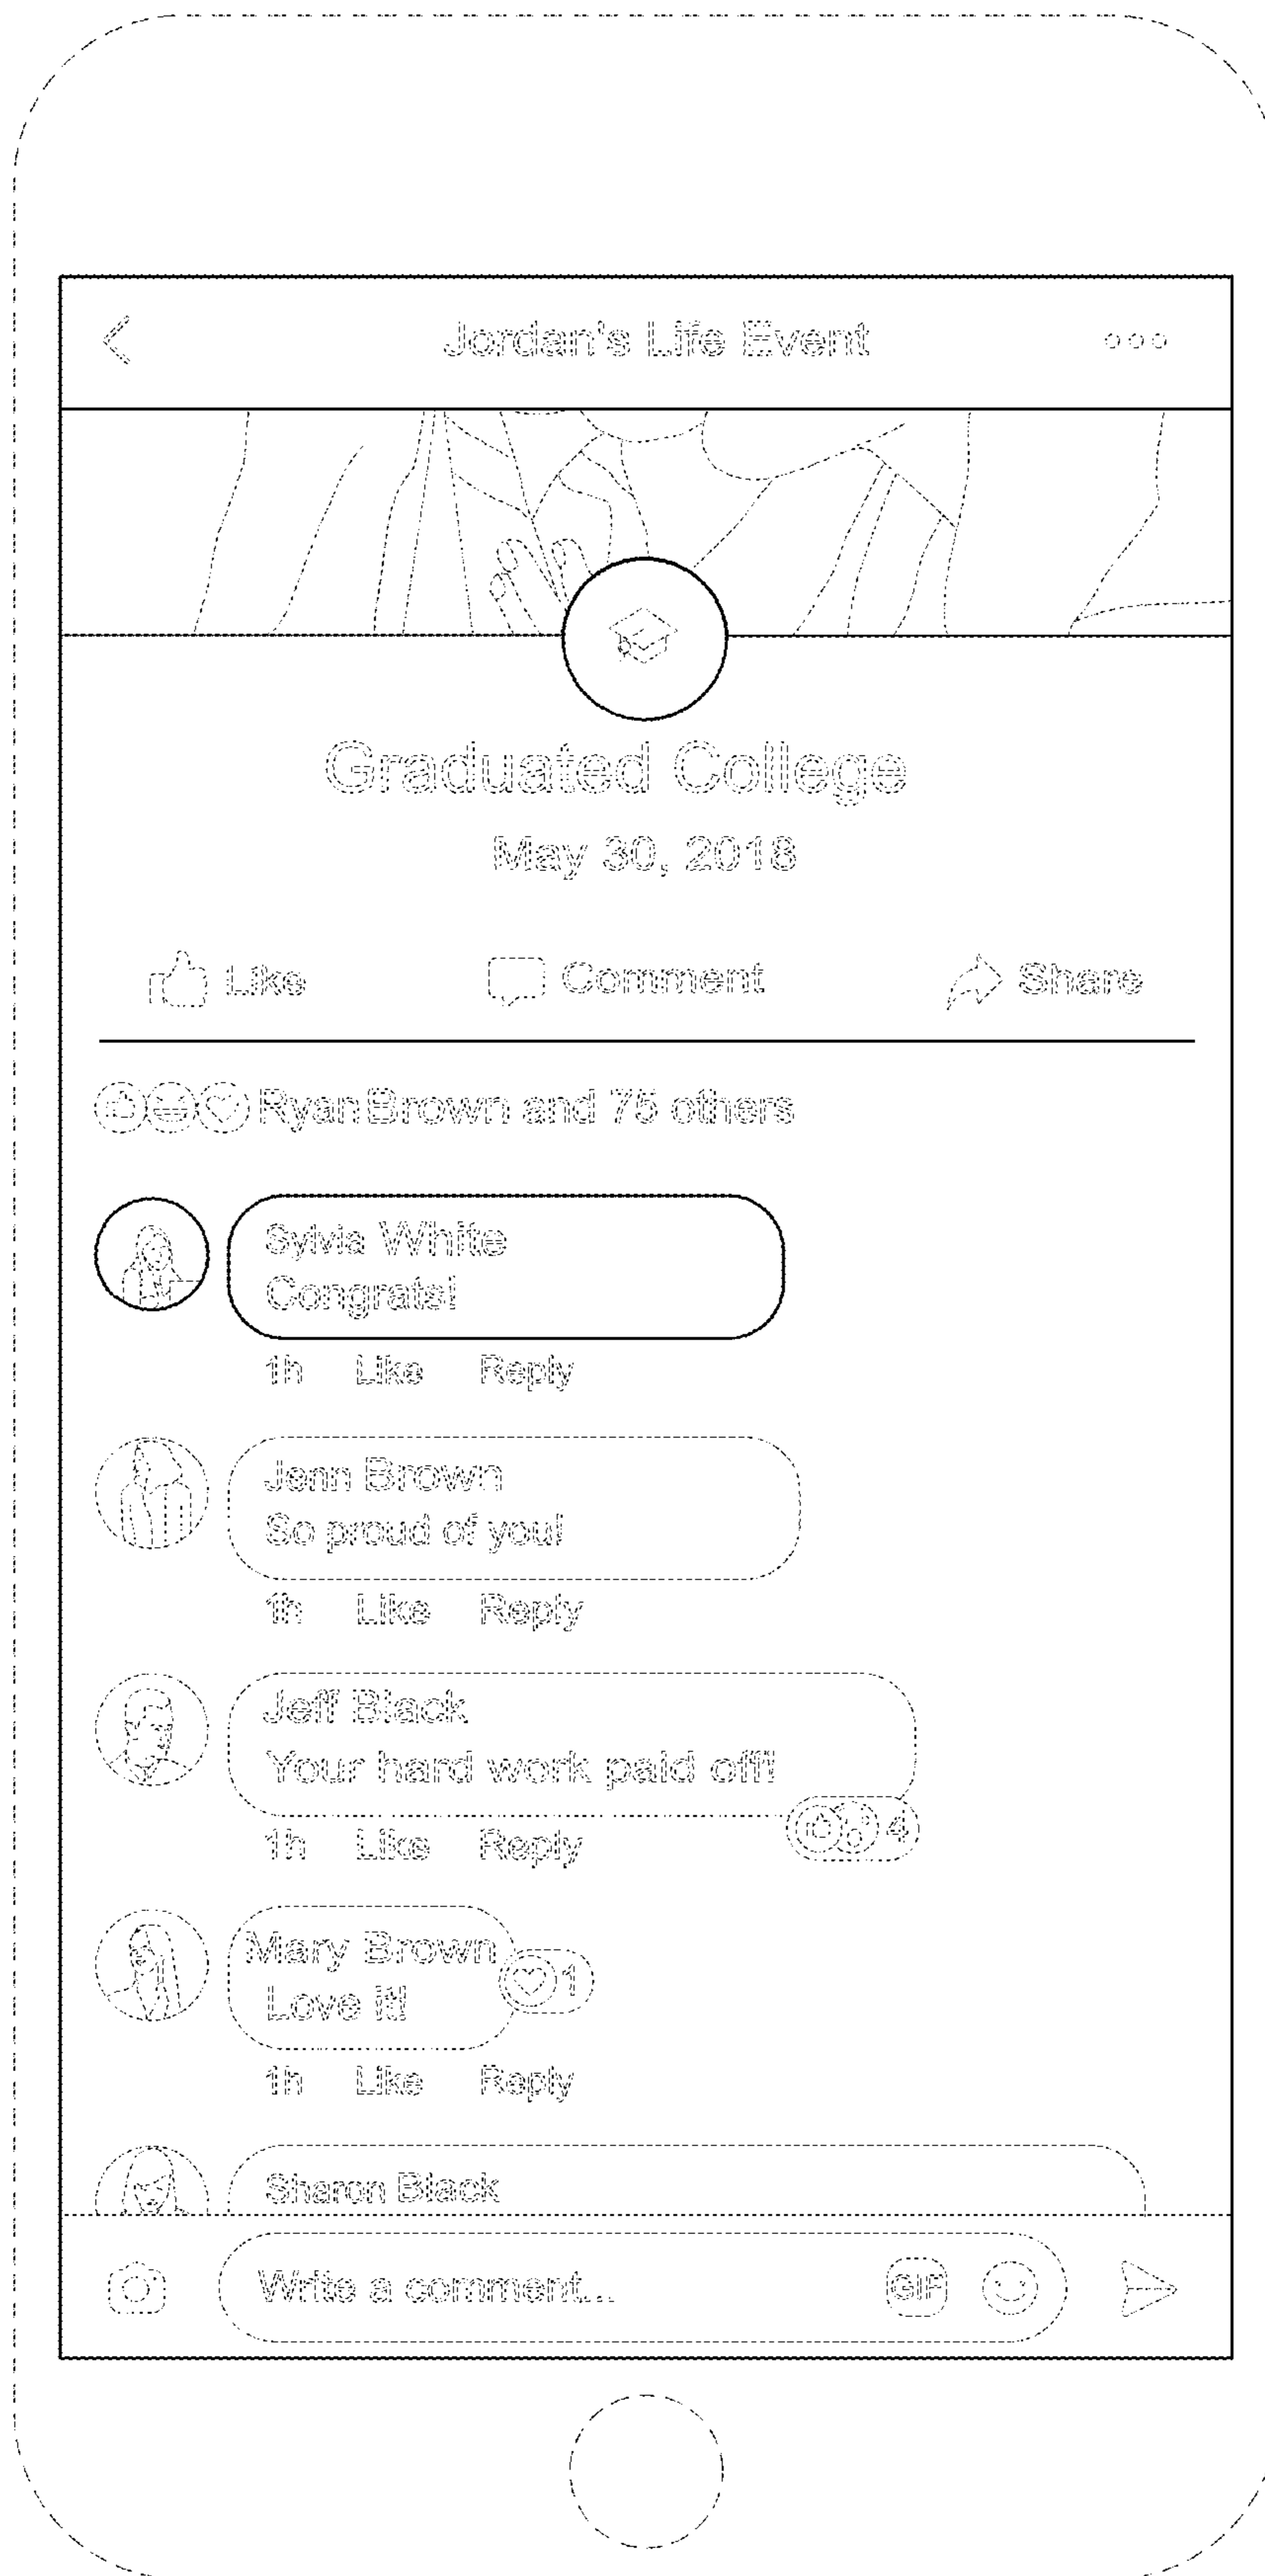 Jordan's Life Event
Graduated College
May 30, 2018
Like Comment Share
Ryan Brown and 75 others
Sylvia White
Congrats!
1h Like Reply
Jenn Brown
So proud of you!
1h Like Reply
Jeff Black
Your hard work paid off!
4
1h Like Reply
Mary Brown
1
Love it!
1h Like Reply
Sharon Black
Write a comment... GIF